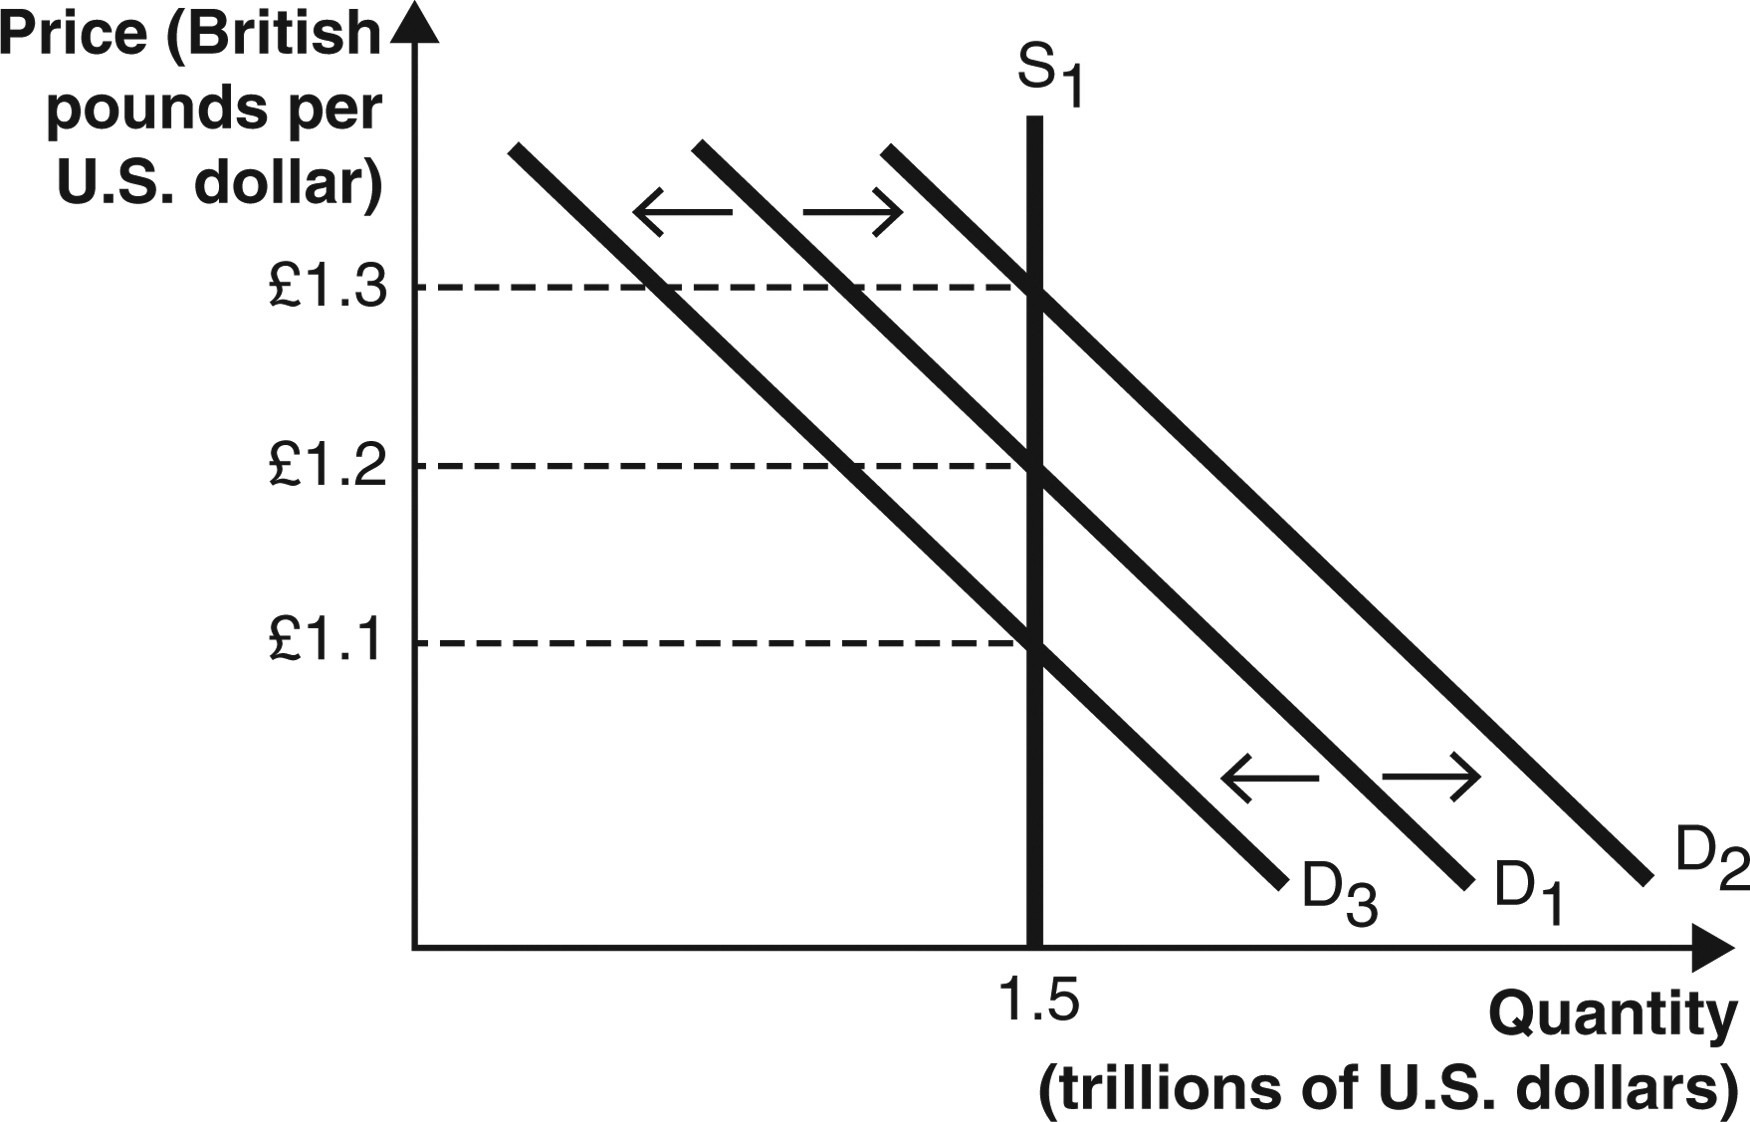 Price (British
pounds per
U.S. dollar)
S1
£1.3
£1.2
£1.1
D2
D3
D1
1.5
Quantity
(trillions of U.S. dollars)